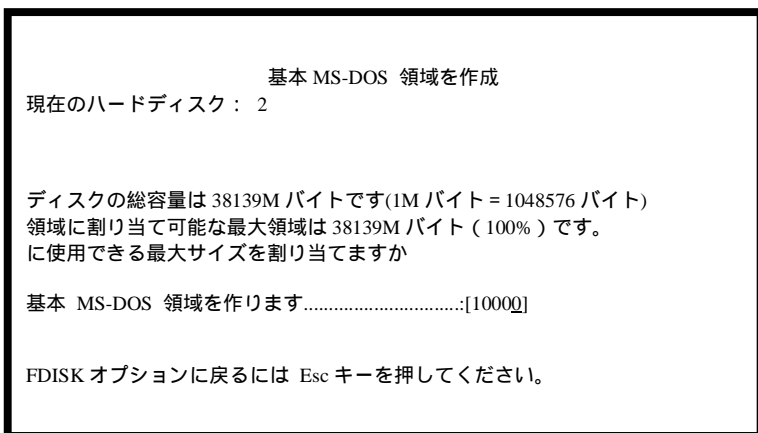 基本 MS-DOS 領域を作成
現在のハードディスク： 2
ディスクの総容量は 38139M バイトです(1M バイト = 1048576 バイト)
領域に割り当て可能な最大領域は 38139M バイト（100%）です。
に使用できる最大サイズを割り当てますか
基本 MS-DOS 領域を作ります...............................:[10000]
FDISK オプションに戻るには Esc キーを押してください。